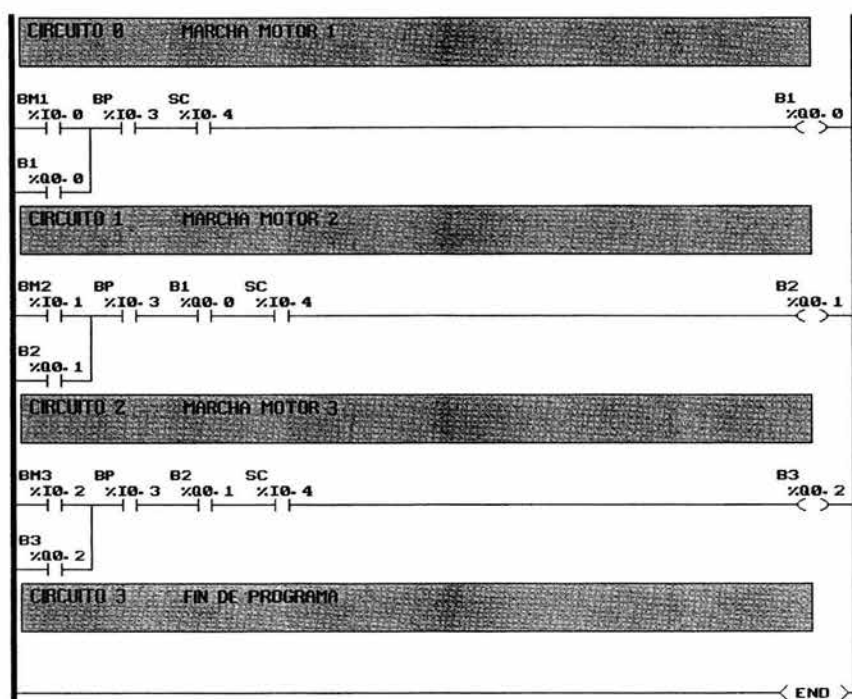 CIRCUITO 0 MARCHA MOTOR 1
BM1 BP SC B1
%I0.0 %I0.3 %I0.4 %Q0.0
B1
%Q0.0
CIRCUITO 1 MARCHA MOTOR 2
BM2 BP B1 SC B2
%I0.1 %I0.3 %Q0.0 %I0.4 %Q0.1
B2
%Q0.1
CIRCUITO 2 MARCHA MOTOR 3
BM3 BP B2 SC B3
%I0.2 %I0.3 %Q0.1 %I0.4 %Q0.2
B3
%Q0.2
CIRCUITO 3 FIN DE PROGRAMA
END